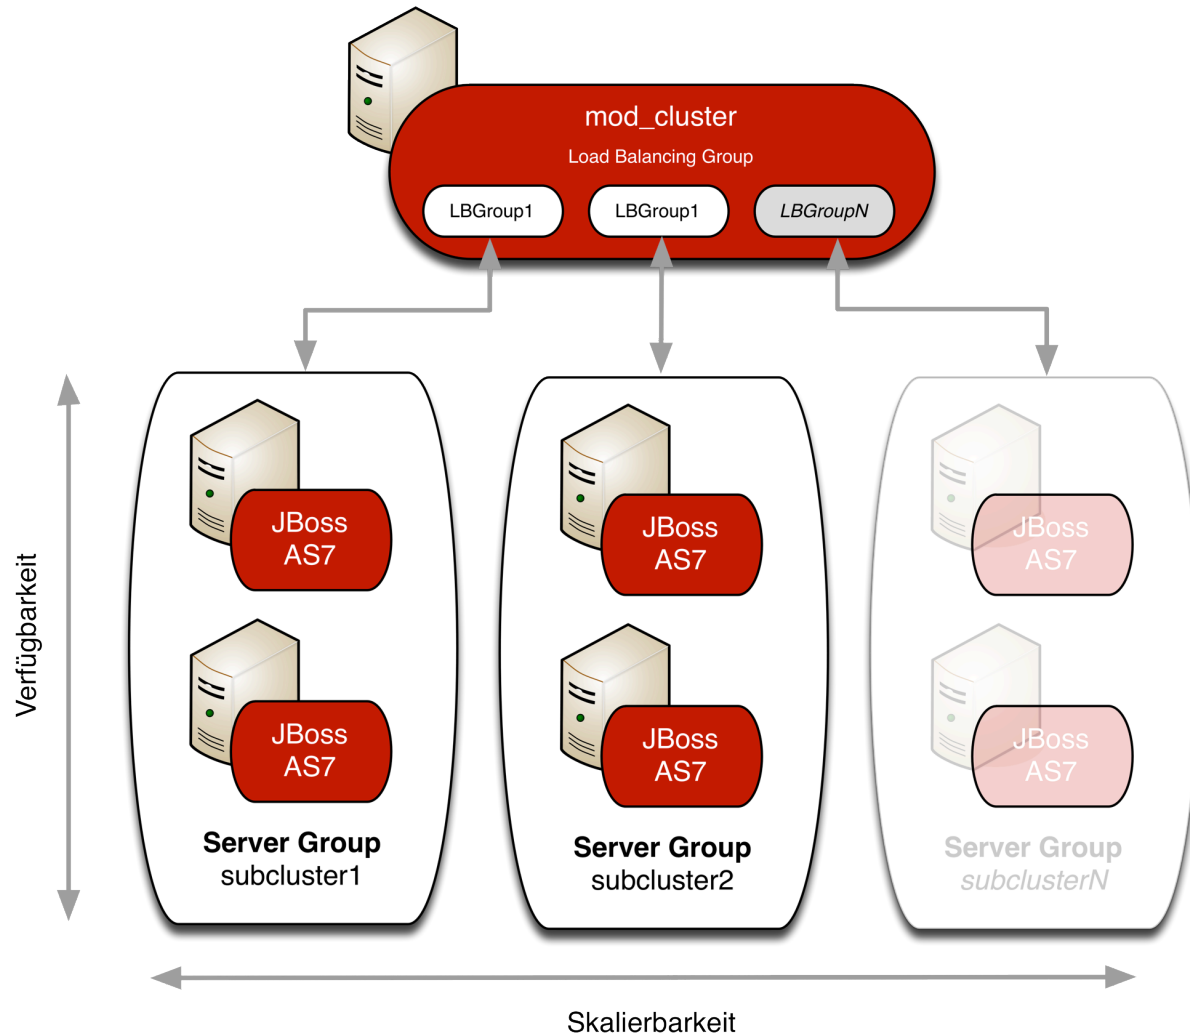 mod_cluster
Load Balancing Group
LBGroup1
LBGroup1
LBGroupN
Verfügbarkeit
JBoss
AS7
JBoss
AS7
Server Group
subcluster1
JBoss
AS7
JBoss
AS7
Server Group
subcluster2
JBoss
AS7
JBoss
AS7
Server Group
subclusterN
Skalierbarkeit